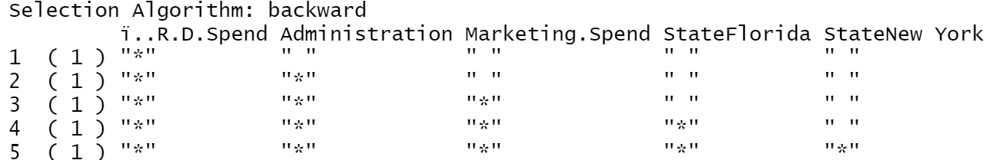 Selection Algorithm: backward
         ï..R.D.Spend Administration Marketing.Spend StateFlorida StateNew York
1  ( 1 ) "*"          " "            " "             " "          " "
2  ( 1 ) "*"          "*"            " "             " "          " "
3  ( 1 ) "*"          "*"            "*"             " "          " "
4  ( 1 ) "*"          "*"            "*"             "*"          " "
5  ( 1 ) "*"          "*"            "*"             "*"          "*"